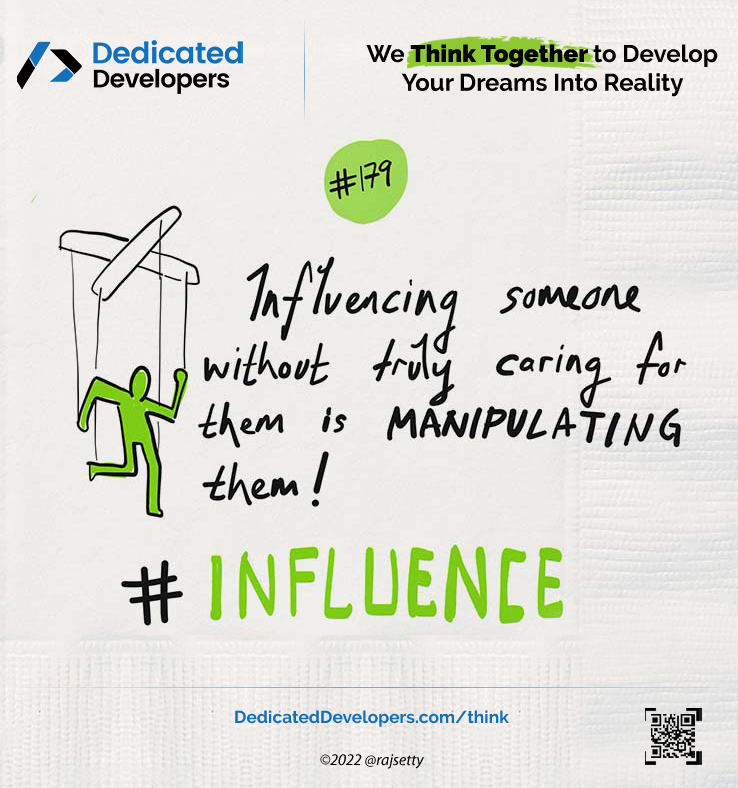 Dedicated
Developers
We Think Together to Develop
Your Dreams Into Reality
#179
Influencing someone
without truly caring for
them is MANIPULATING
them!
# INFLUENCE
DedicatedDevelopers.com/think
©2022 @rajsetty